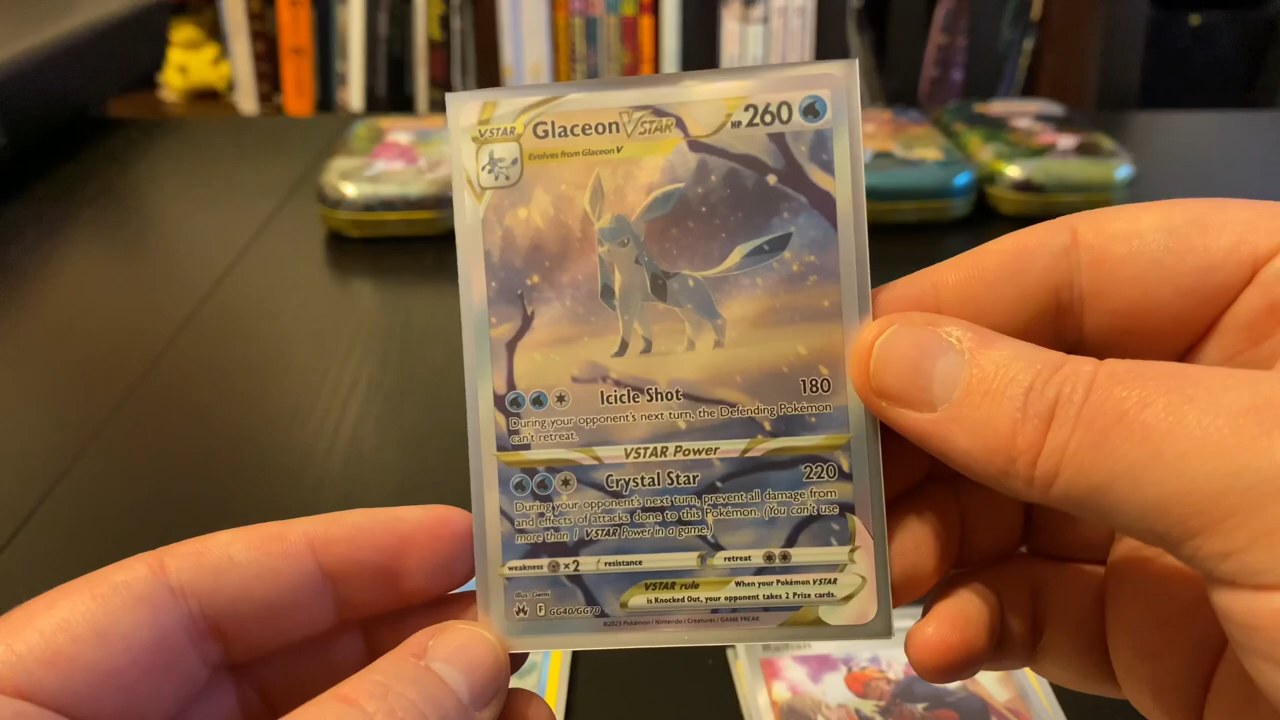 VSTAR
Glaceon VSTAR
HP 260
Evolves from Glaceon V
Icicle Shot 180
During your opponent's next turn, the Defending Pokémon
can't retreat.
VSTAR Power
Crystal Star 220
During your opponent's next turn, prevent all damage from
and effects of attacks done to this Pokémon. (You can't use
more than 1 VSTAR Power in a game.)
weakness ×2 resistance retreat
VSTAR rule When your Pokémon VSTAR
is Knocked Out, your opponent takes 2 Prize cards.
Illus. Gemi
F GG40/GG70
©2023 Pokémon / Nintendo / Creatures / GAME FREAK